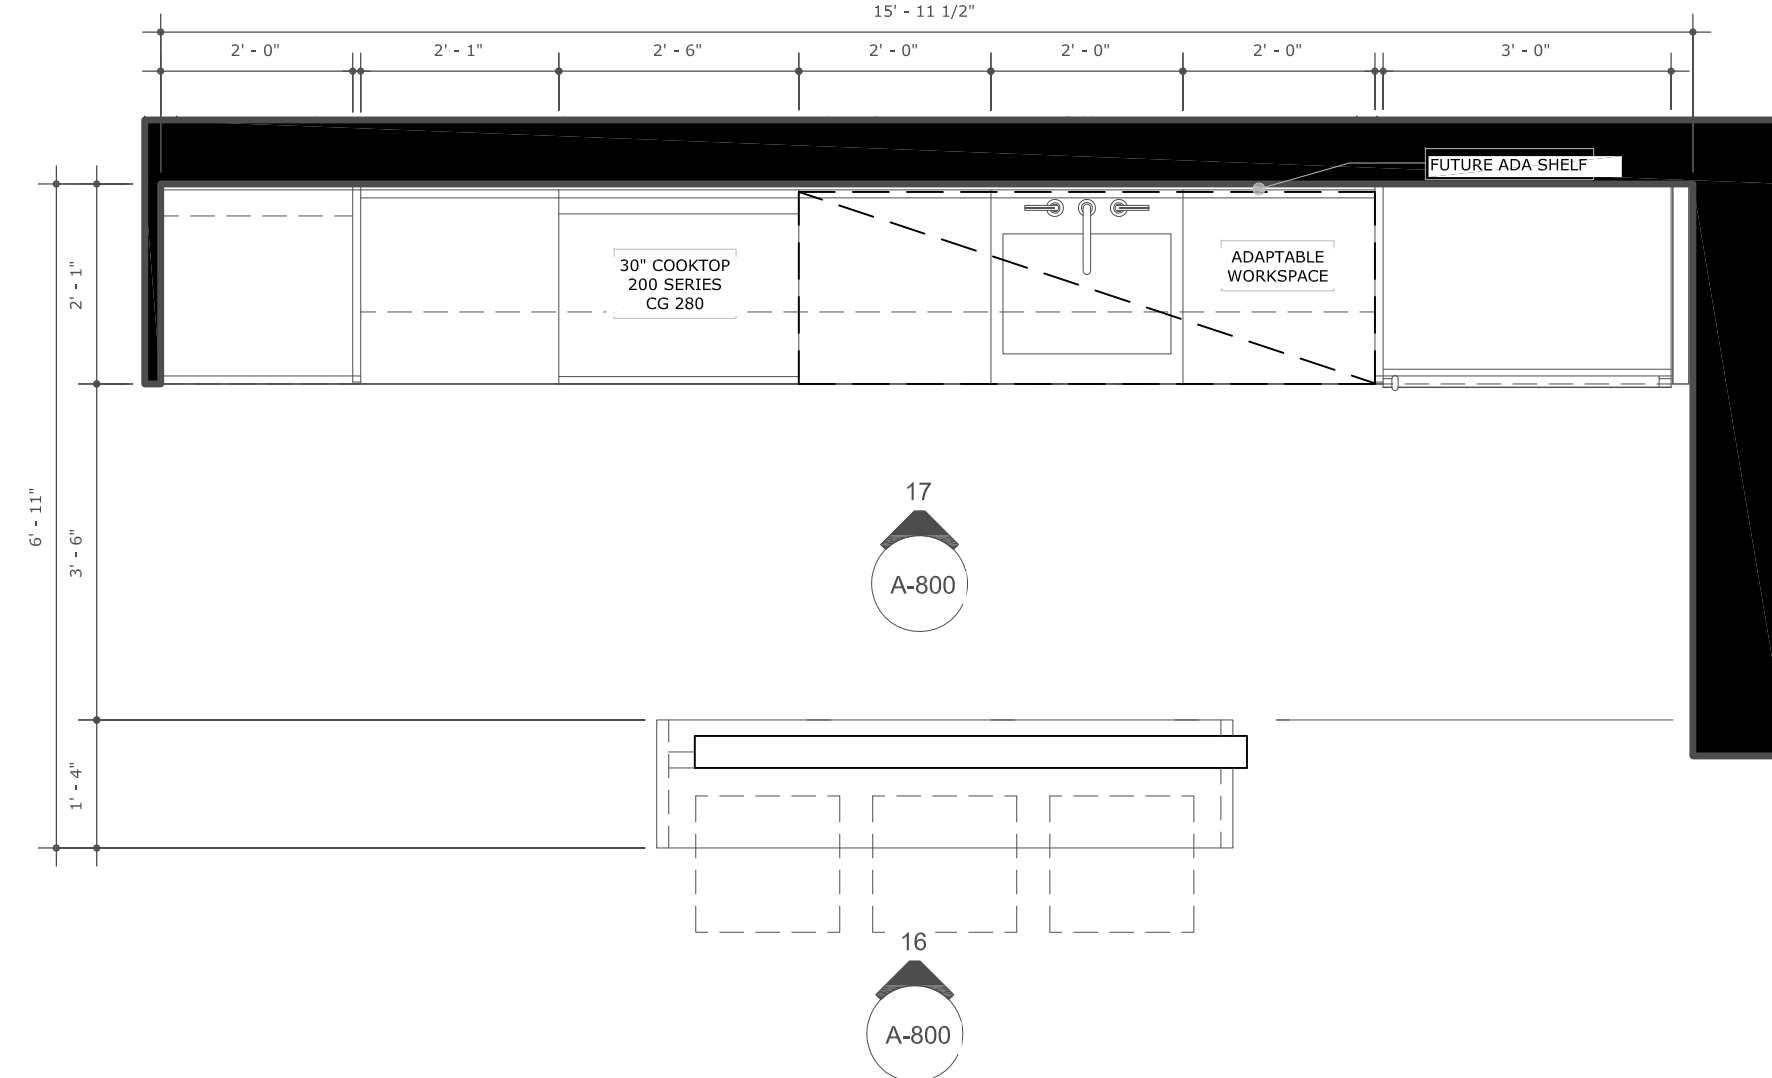 15' - 11 1/2"
2' - 0"
2' - 1"
2' - 6"
2' - 0"
2' - 0"
2' - 0"
3' - 0"
FUTURE ADA SHELF
30" COOKTOP
200 SERIES
CG 280
ADAPTABLE
WORKSPACE
2' - 1"
6' - 11"
3' - 6"
1' - 4"
17
A-800
16
A-800